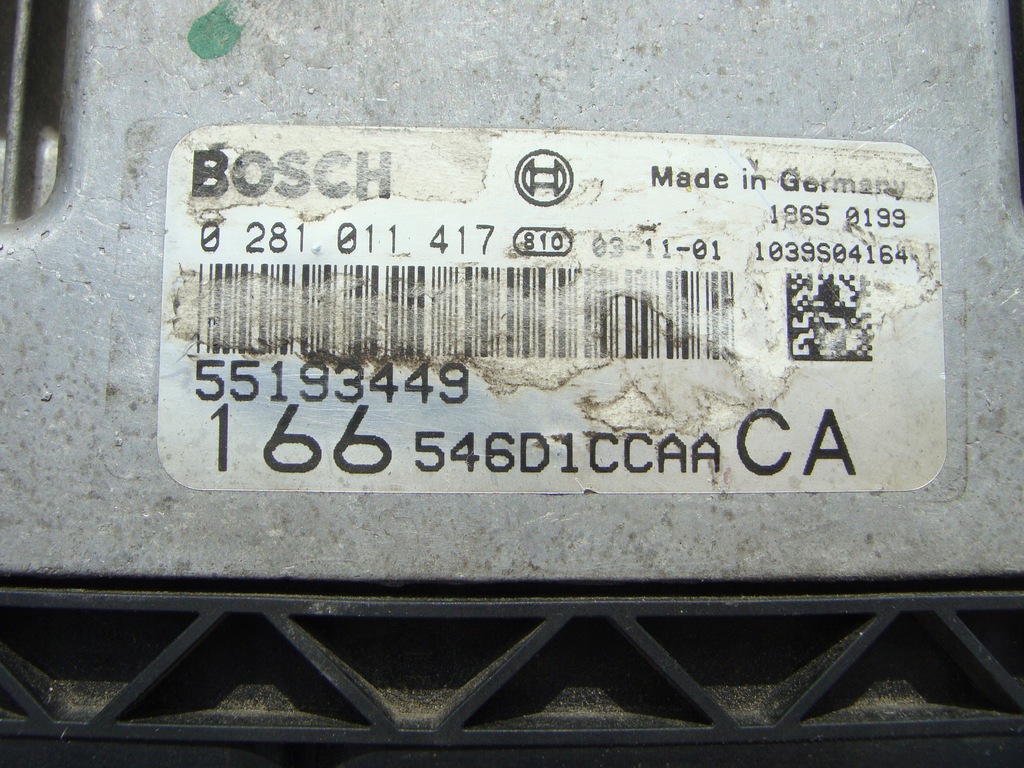 BOSCH
Made in Germany
1865 0199
0 281 011 417 810 03-11-01 1039S04164
55193449
166 546D1CCAA CA